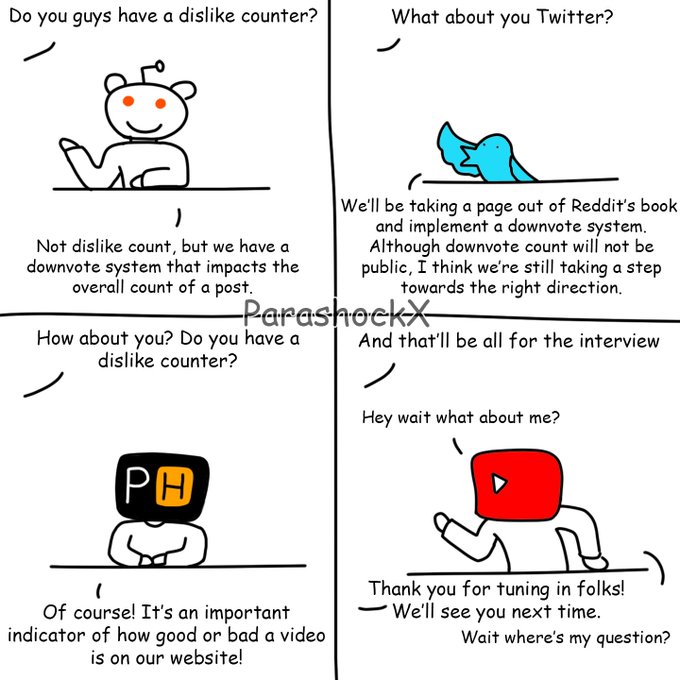 Do you guys have a dislike counter?
Not dislike count, but we have a
downvote system that impacts the
overall count of a post.
What about you Twitter?
We'll be taking a page out of Reddit's book
and implement a downvote system.
Although downvote count will not be
public, I think we're still taking a step
towards the right direction.
ParashockX
How about you? Do you have a
dislike counter?
PH
Of course! It's an important
indicator of how good or bad a video
is on our website!
And that'll be all for the interview
Hey wait what about me?
Thank you for tuning in folks!
We'll see you next time.
Wait where's my question?